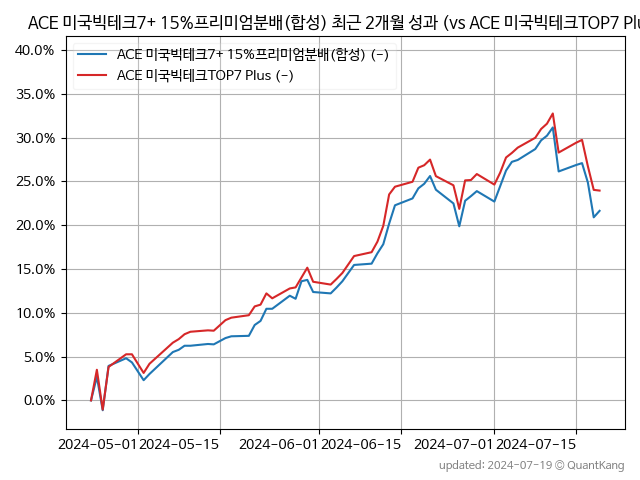 ACE 미국빅테크7+ 15%프리미엄분배(합성) 최근 2개월 성과 (vs ACE 미국빅테크TOP7 Plu
40.0%
ACE 미국빅테크7+ 15%프리미엄분배(합성) (-)
ACE 미국빅테크TOP7 Plus (-)
35.0%
30.0%
25.0%
20.0%
15.0%
10.0%
5.0%
0.0%
2024-05-01 2024-05-15 2024-06-01 2024-06-15 2024-07-01 2024-07-15
updated: 2024-07-19 © QuantKang